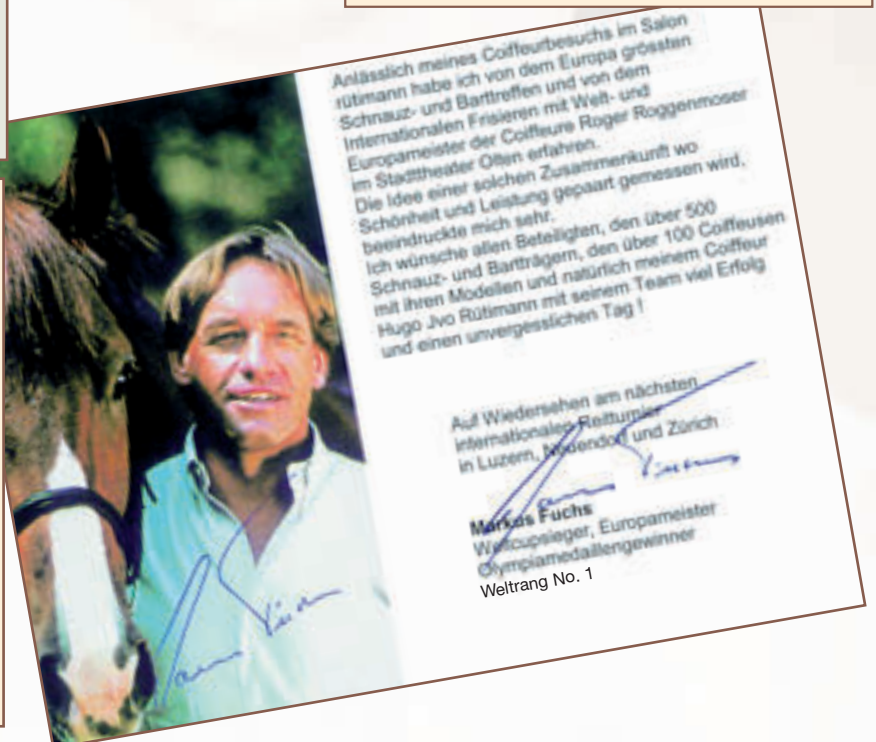 Anlässlich meines Coiffeurbesuchs im Salon
rütimann habe ich von dem Europa grössten
Schnauz- und Barttreffen und von dem
Internationalen Frisieren mit Welt- und
Europameister der Coiffeure Roger Roggenmoser
im Stadttheater Olten erfahren.
Die Idee einer solchen Zusammenkunft wo
Schönheit und Leistung gepaart gemessen wird,
beeindruckte mich sehr.
Ich wünsche allen Beteiligten, den über 500
Schnauz- und Bartträgern, den über 100 Coiffeusen
mit ihren Modellen und natürlich meinem Coiffeur
Hugo Jvo Rütimann mit seinem Team viel Erfolg
und einen unvergesslichen Tag !
Auf Wiedersehen am nächsten
internationalen Reitturnier
in Luzern, und Zürich
Markus Fuchs
Weltcupsieger, Europameister
Olympiamedaillengewinner
Weltrang No. 1